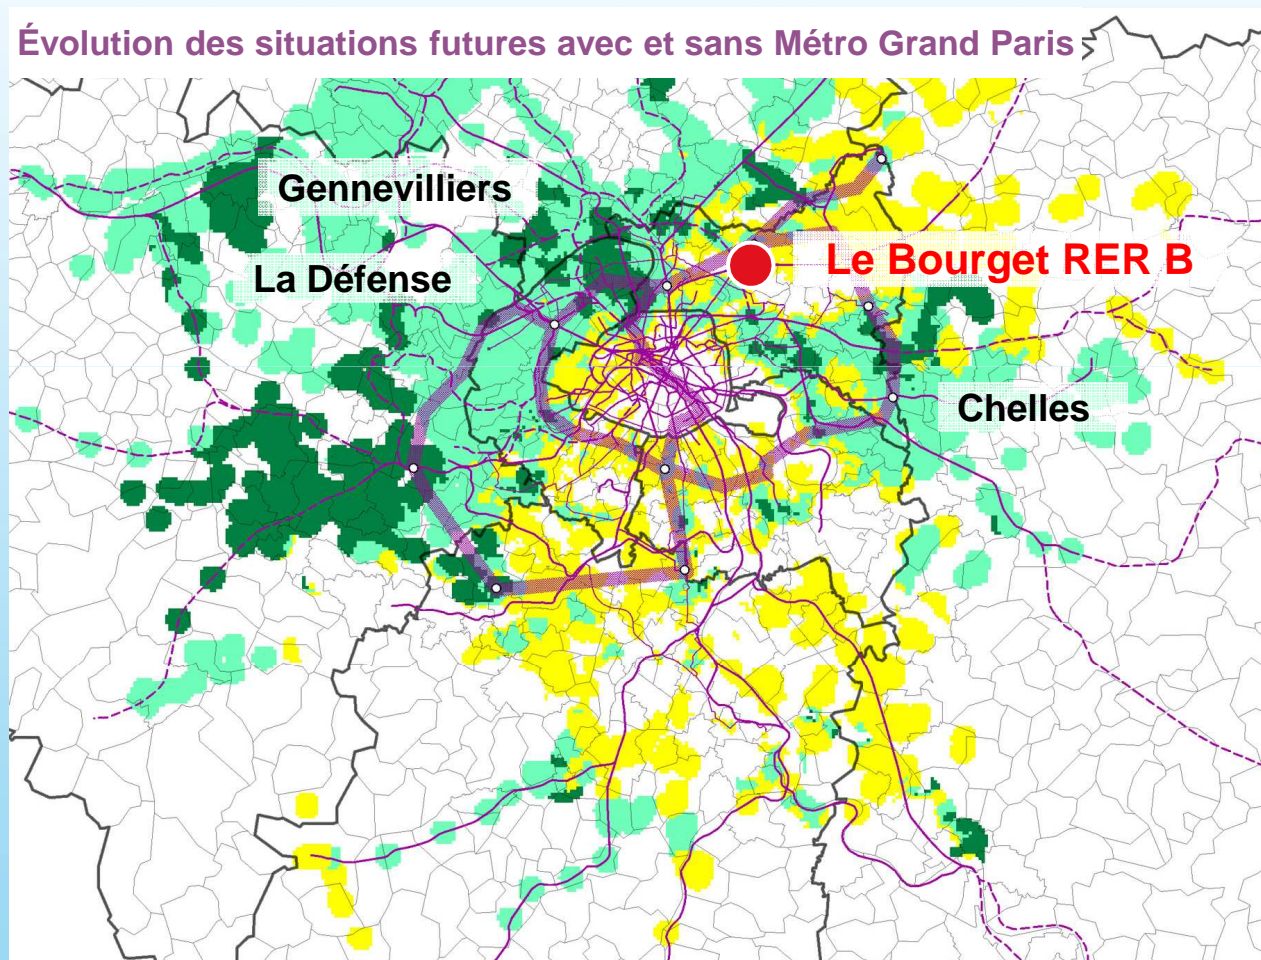 Évolution des situations futures avec et sans Métro Grand Paris
Gennevilliers
La Défense
Le Bourget RER B
Chelles